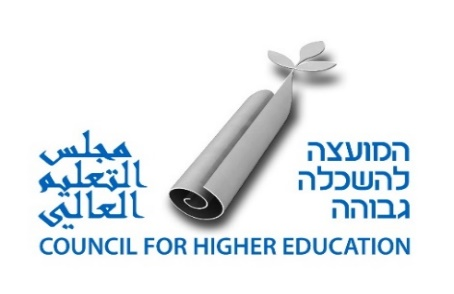 המועצה
להשכלה
גבוהה
مجلس
التعليم
العالي
COUNCIL FOR HIGHER EDUCATION